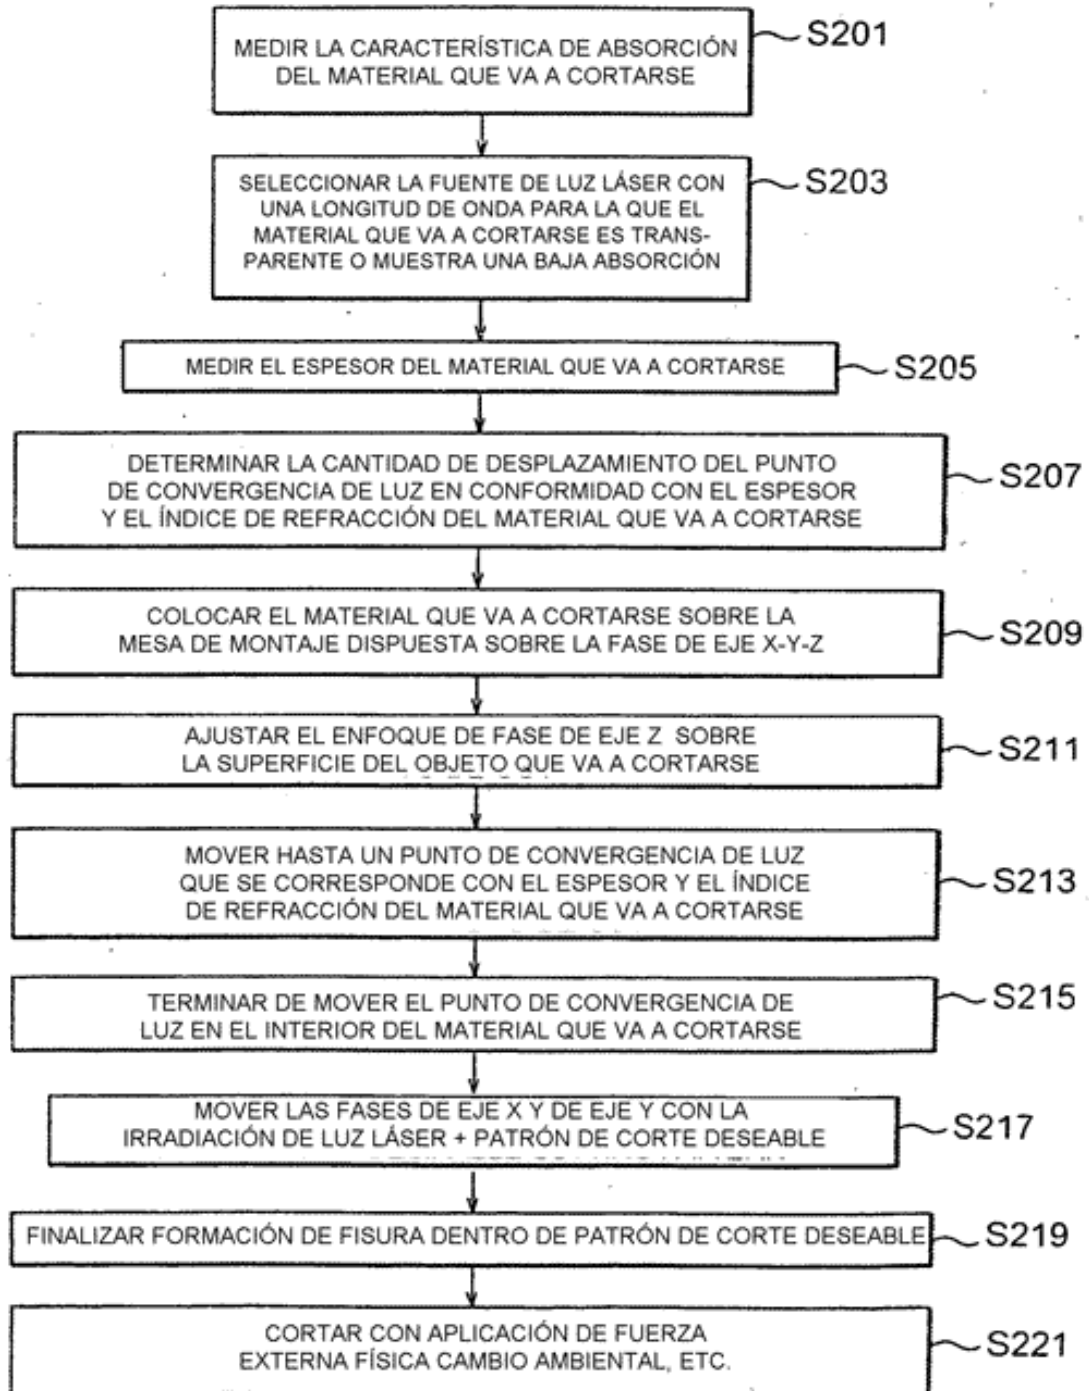 MEDIR LA CARACTERÍSTICA DE ABSORCIÓN
DEL MATERIAL QUE VA A CORTARSE
S201
SELECCIONAR LA FUENTE DE LUZ LÁSER CON
UNA LONGITUD DE ONDA PARA LA QUE EL
MATERIAL QUE VA A CORTARSE ES TRANS-
PARENTE O MUESTRA UNA BAJA ABSORCIÓN
S203
MEDIR EL ESPESOR DEL MATERIAL QUE VA A CORTARSE
S205
DETERMINAR LA CANTIDAD DE DESPLAZAMIENTO DEL PUNTO
DE CONVERGENCIA DE LUZ EN CONFORMIDAD CON EL ESPESOR
Y EL ÍNDICE DE REFRACCIÓN DEL MATERIAL QUE VA A CORTARSE
S207
COLOCAR EL MATERIAL QUE VA A CORTARSE SOBRE LA
MESA DE MONTAJE DISPUESTA SOBRE LA FASE DE EJE X-Y-Z
S209
AJUSTAR EL ENFOQUE DE FASE DE EJE Z SOBRE
LA SUPERFICIE DEL OBJETO QUE VA A CORTARSE
S211
MOVER HASTA UN PUNTO DE CONVERGENCIA DE LUZ
QUE SE CORRESPONDE CON EL ESPESOR Y EL ÍNDICE
DE REFRACCIÓN DEL MATERIAL QUE VA A CORTARSE
S213
TERMINAR DE MOVER EL PUNTO DE CONVERGENCIA DE
LUZ EN EL INTERIOR DEL MATERIAL QUE VA A CORTARSE
S215
MOVER LAS FASES DE EJE X Y DE EJE Y CON LA
IRRADIACIÓN DE LUZ LÁSER + PATRÓN DE CORTE DESEABLE
S217
FINALIZAR FORMACIÓN DE FISURA DENTRO DE PATRÓN DE CORTE DESEABLE
S219
CORTAR CON APLICACIÓN DE FUERZA
EXTERNA FÍSICA CAMBIO AMBIENTAL, ETC.
S221